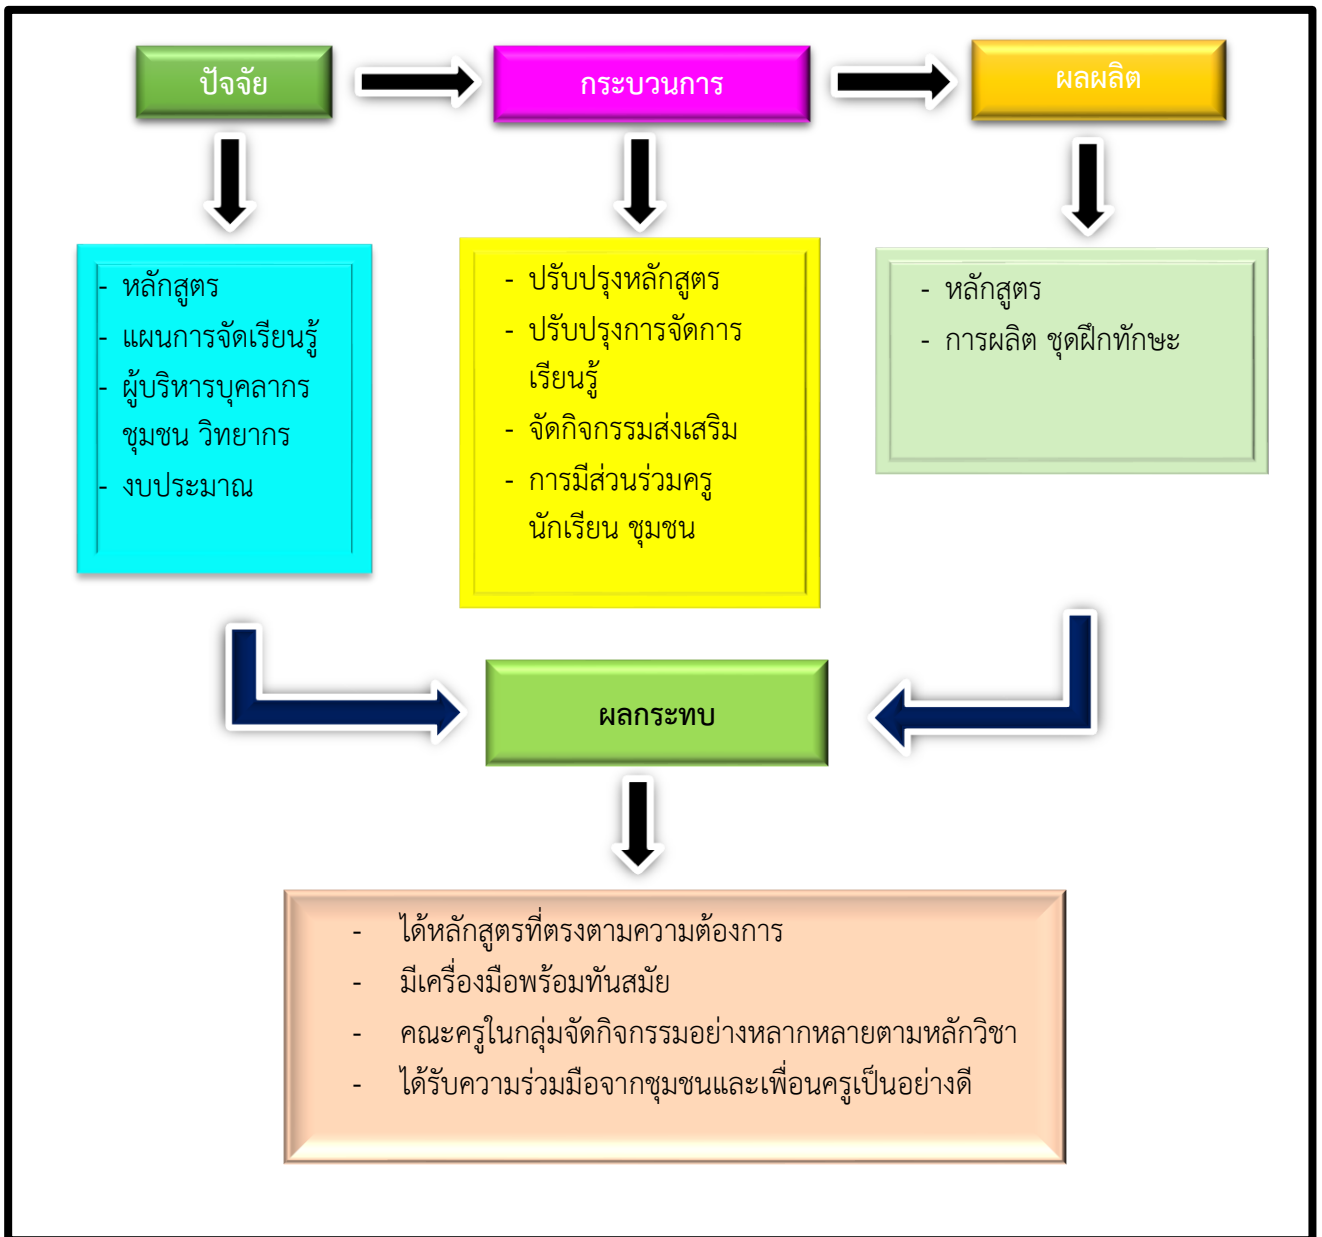 ปัจจัย
กระบวนการ
ผลผลิต
- หลักสูตร
- แผนการจัดเรียนรู้
- ผู้บริหารบุคลากร
ชุมชน วิทยากร
- งบประมาณ
- ปรับปรุงหลักสูตร
- ปรับปรุงการจัดการ
เรียนรู้
- จัดกิจกรรมส่งเสริม
- การมีส่วนร่วมครู
นักเรียน ชุมชน
- หลักสูตร
- การผลิต ชุดฝึกทักษะ
ผลกระทบ
- ได้หลักสูตรที่ตรงตามความต้องการ
- มีเครื่องมือพร้อมทันสมัย
- คณะครูในกลุ่มจัดกิจกรรมอย่างหลากหลายตามหลักวิชา
- ได้รับความร่วมมือจากชุมชนและเพื่อนครูเป็นอย่างดี